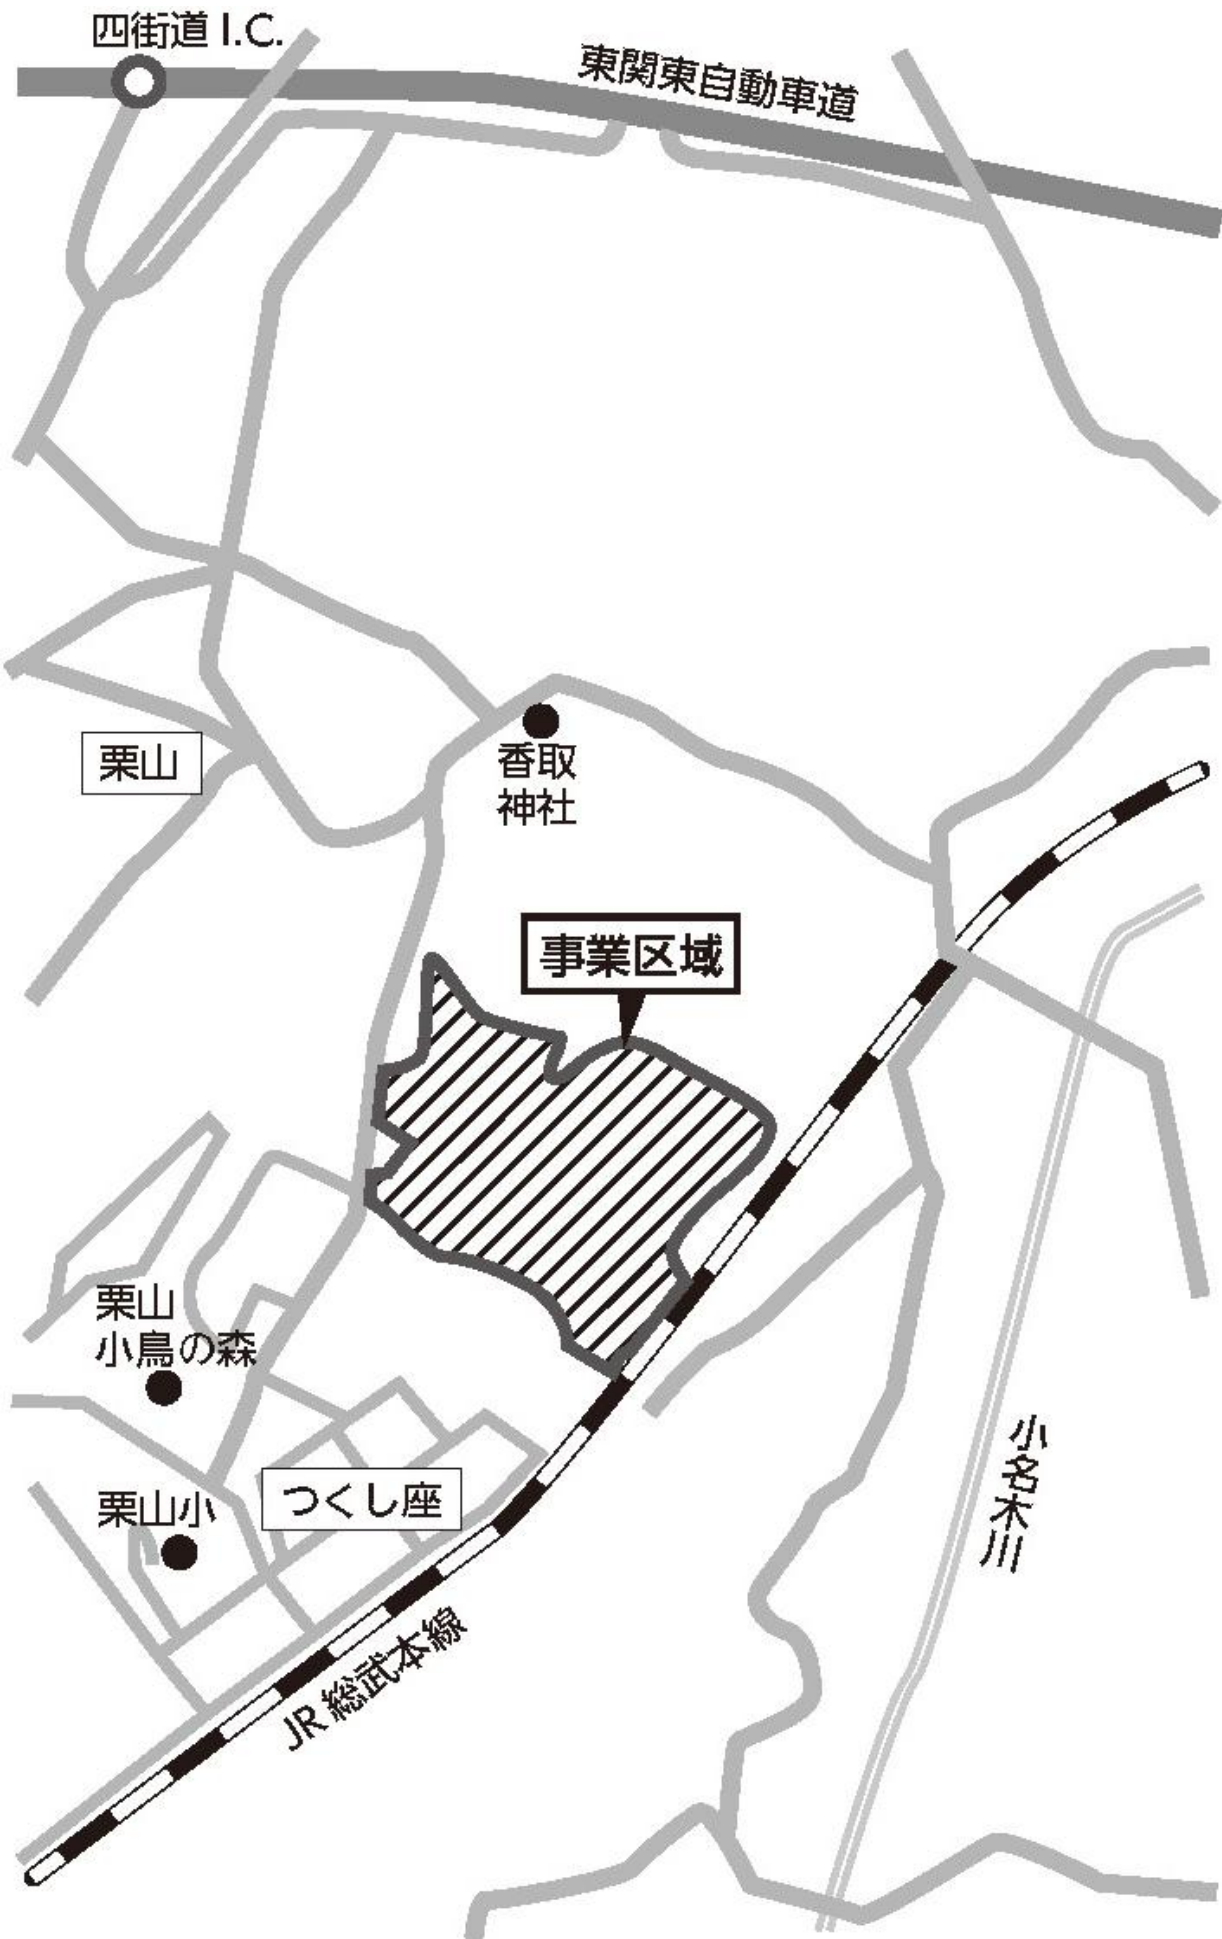 四街道 I.C.
東関東自動車道
栗山
香取
神社
事業区域
栗山
小鳥の森
栗山小
つくし座
小名木川
JR 総武本線